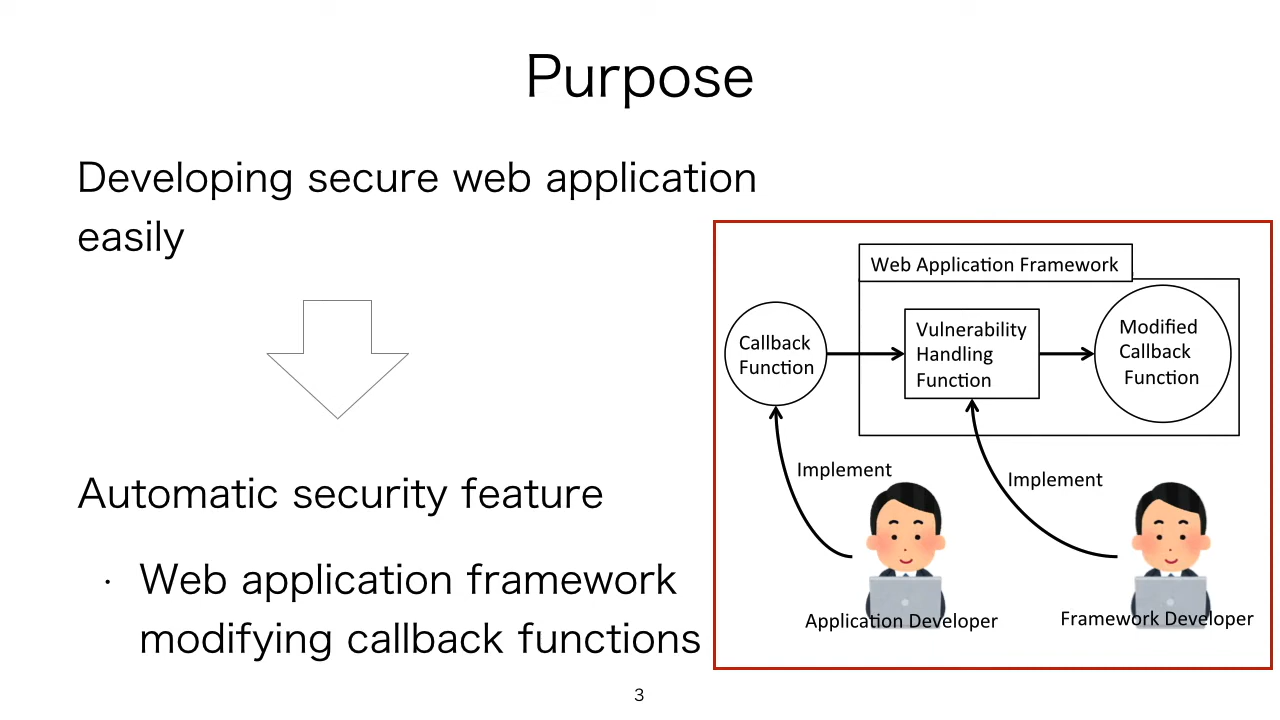 Purpose
Developing secure web application
easily
Automatic security feature
· Web application framework
modifying callback functions
Web Application Framework
Callback
Function
Vulnerability
Handling
Function
Modified
Callback
Function
Implement
Implement
Application Developer
Framework Developer
3